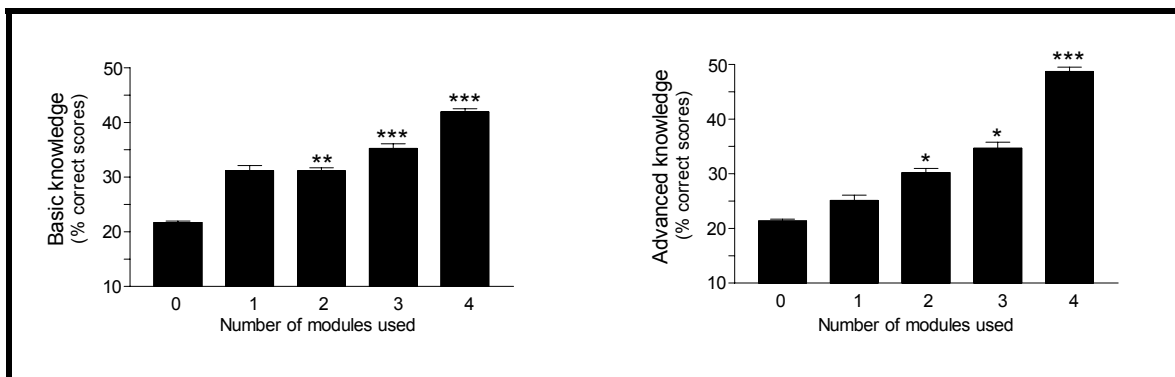 Basic knowledge
(% correct scores)
50
40
30
20
10
**
***
***
0 1 2 3 4
Number of modules used
Advanced knowledge
(% correct scores)
50
40
30
20
10
*
*
***
0 1 2 3 4
Number of modules used